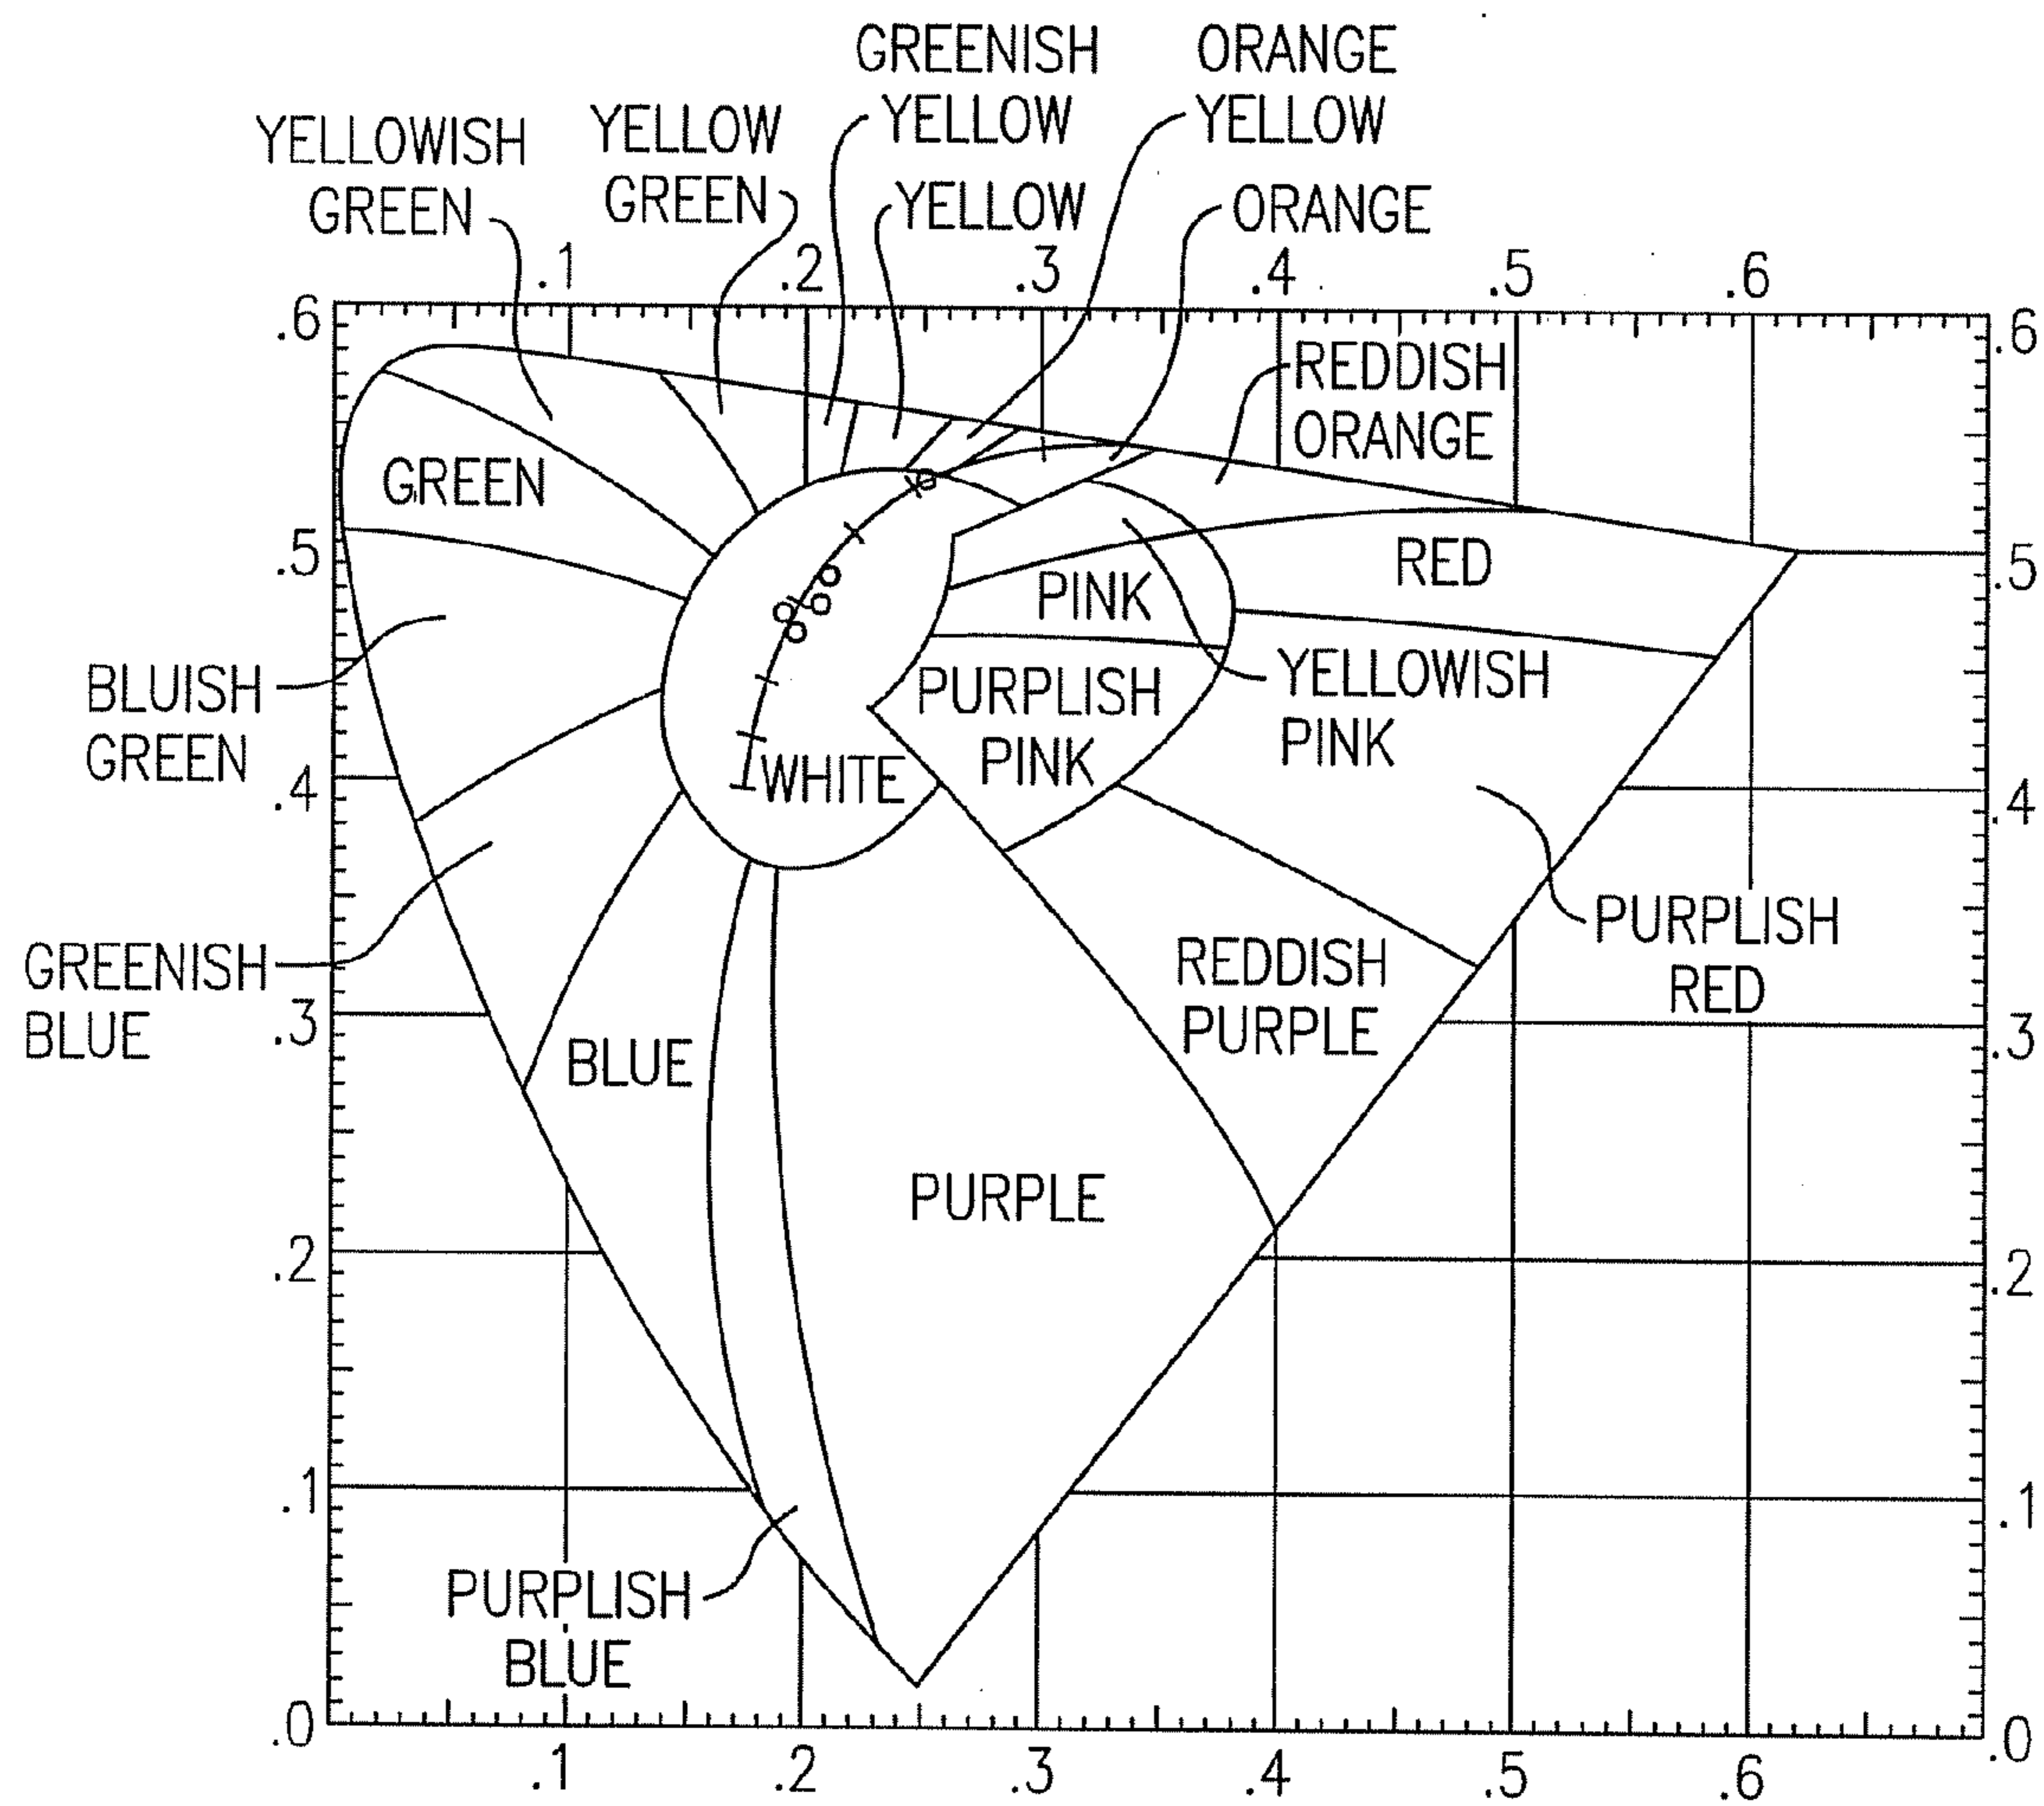 GREENISH
YELLOW
ORANGE
YELLOW
YELLOWISH
GREEN
YELLOW
GREEN
YELLOW
ORANGE
.1 .2 .3 .4 .5 .6
.6 .6
REDDISH
ORANGE
GREEN
.5 .5
RED
PINK
BLUISH
GREEN
PURPLISH
PINK
YELLOWISH
PINK
WHITE
.4 .4
PURPLISH
RED
GREENISH
BLUE
REDDISH
PURPLE
.3 .3
BLUE
PURPLE
.2 .2
.1 .1
PURPLISH
BLUE
.0 .0
.1 .2 .3 .4 .5 .6